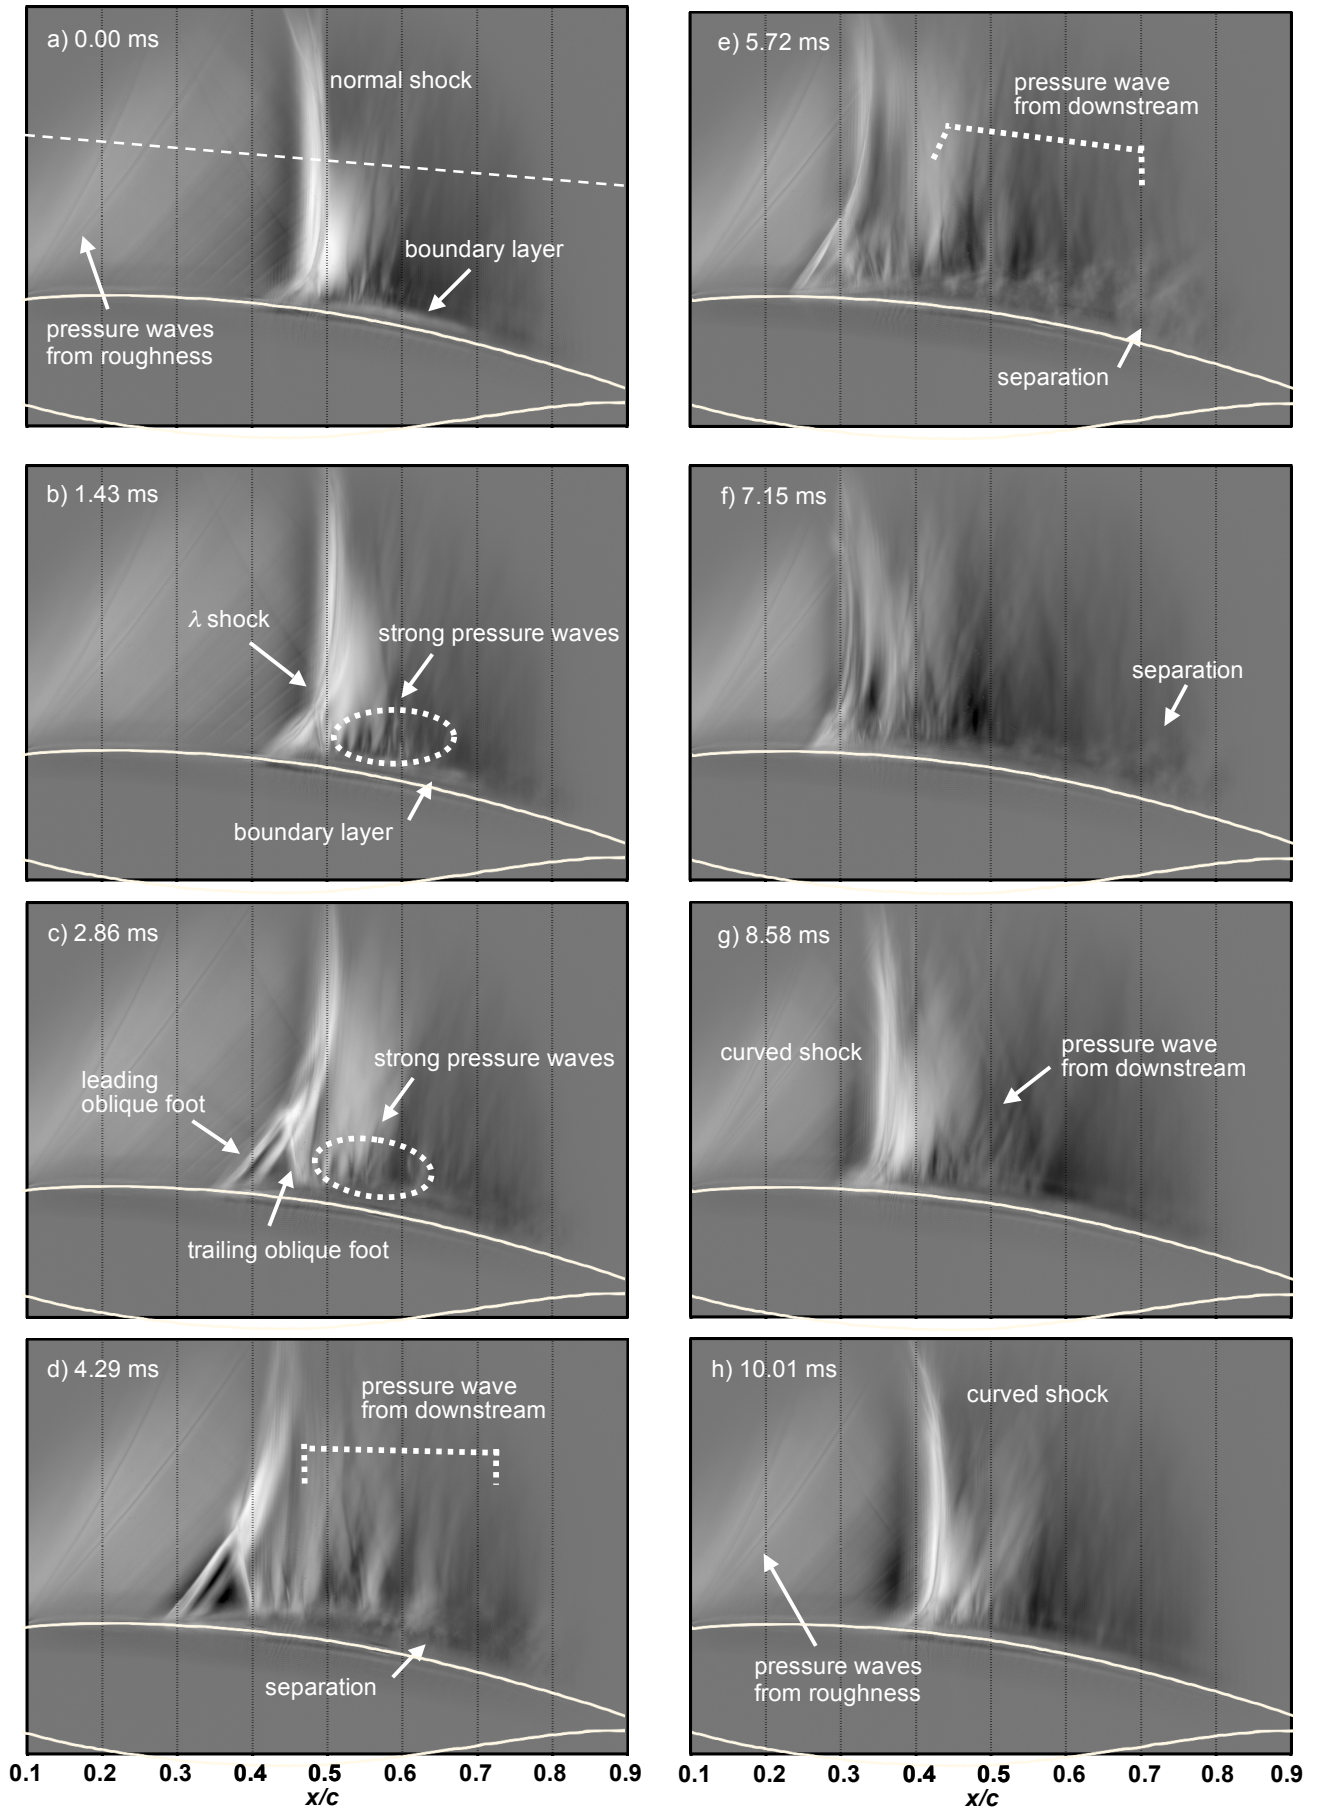 a) 0.00 ms
normal shock
boundary layer
pressure waves
from roughness
b) 1.43 ms
λ shock
strong pressure waves
boundary layer
c) 2.86 ms
strong pressure waves
leading
oblique foot
trailing oblique foot
d) 4.29 ms
pressure wave
from downstream
separation
0.1 0.2 0.3 0.4 0.5 0.6 0.7 0.8 0.9
x/c
e) 5.72 ms
pressure wave
from downstream
separation
f) 7.15 ms
separation
g) 8.58 ms
curved shock
pressure wave
from downstream
h) 10.01 ms
curved shock
pressure waves
from roughness
0.1 0.2 0.3 0.4 0.5 0.6 0.7 0.8 0.9
x/c